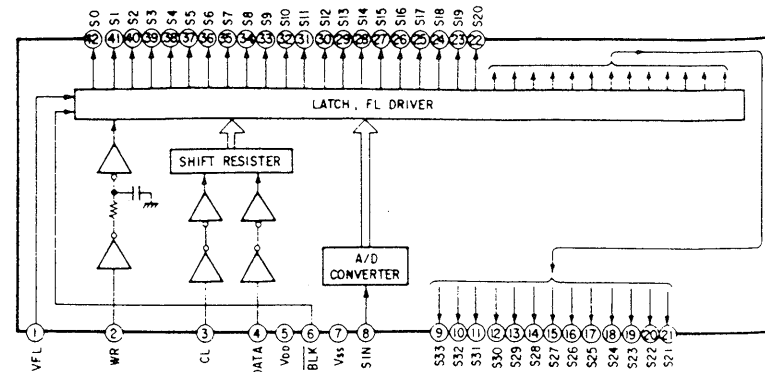 S0 S1 S2 S3 S4 S5 S6 S7 S8 S9 S10 S11 S12 S13 S14 S15 S16 S17 S18 S19 S20
42 41 40 39 38 37 36 35 34 33 32 31 30 29 28 27 26 25 24 23 22
LATCH, FL DRIVER
SHIFT RESISTER
A/D
CONVERTER
1 2 3 4 5 6 7 8 9 10 11 12 13 14 15 16 17 18 19 20 21
VFL WR CL DATA VDD BLK VSS SIN S33 S32 S31 S30 S29 S28 S27 S26 S25 S24 S23 S22 S21